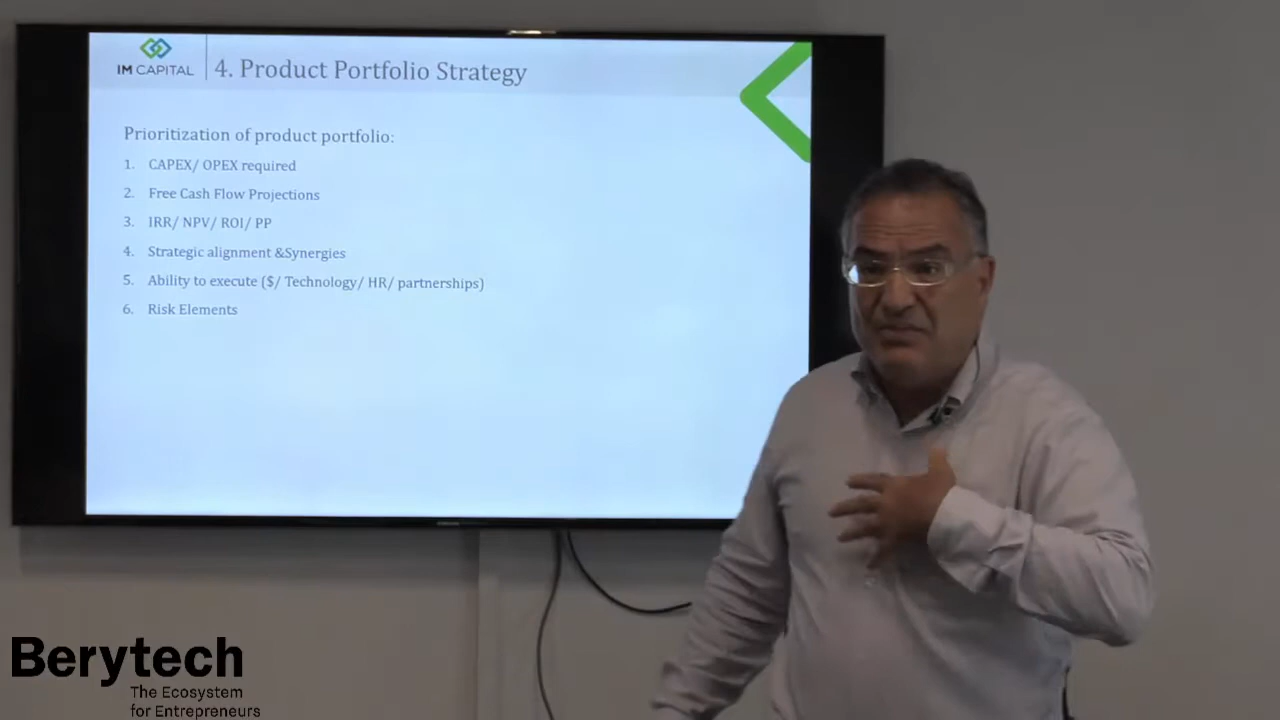 IM CAPITAL
4. Product Portfolio Strategy
Prioritization of product portfolio:
1. CAPEX/ OPEX required
2. Free Cash Flow Projections
3. IRR/ NPV/ ROI/ PP
4. Strategic alignment &Synergies
5. Ability to execute ($/ Technology/ HR/ partnerships)
6. Risk Elements
Berytech
The Ecosystem
for Entrepreneurs